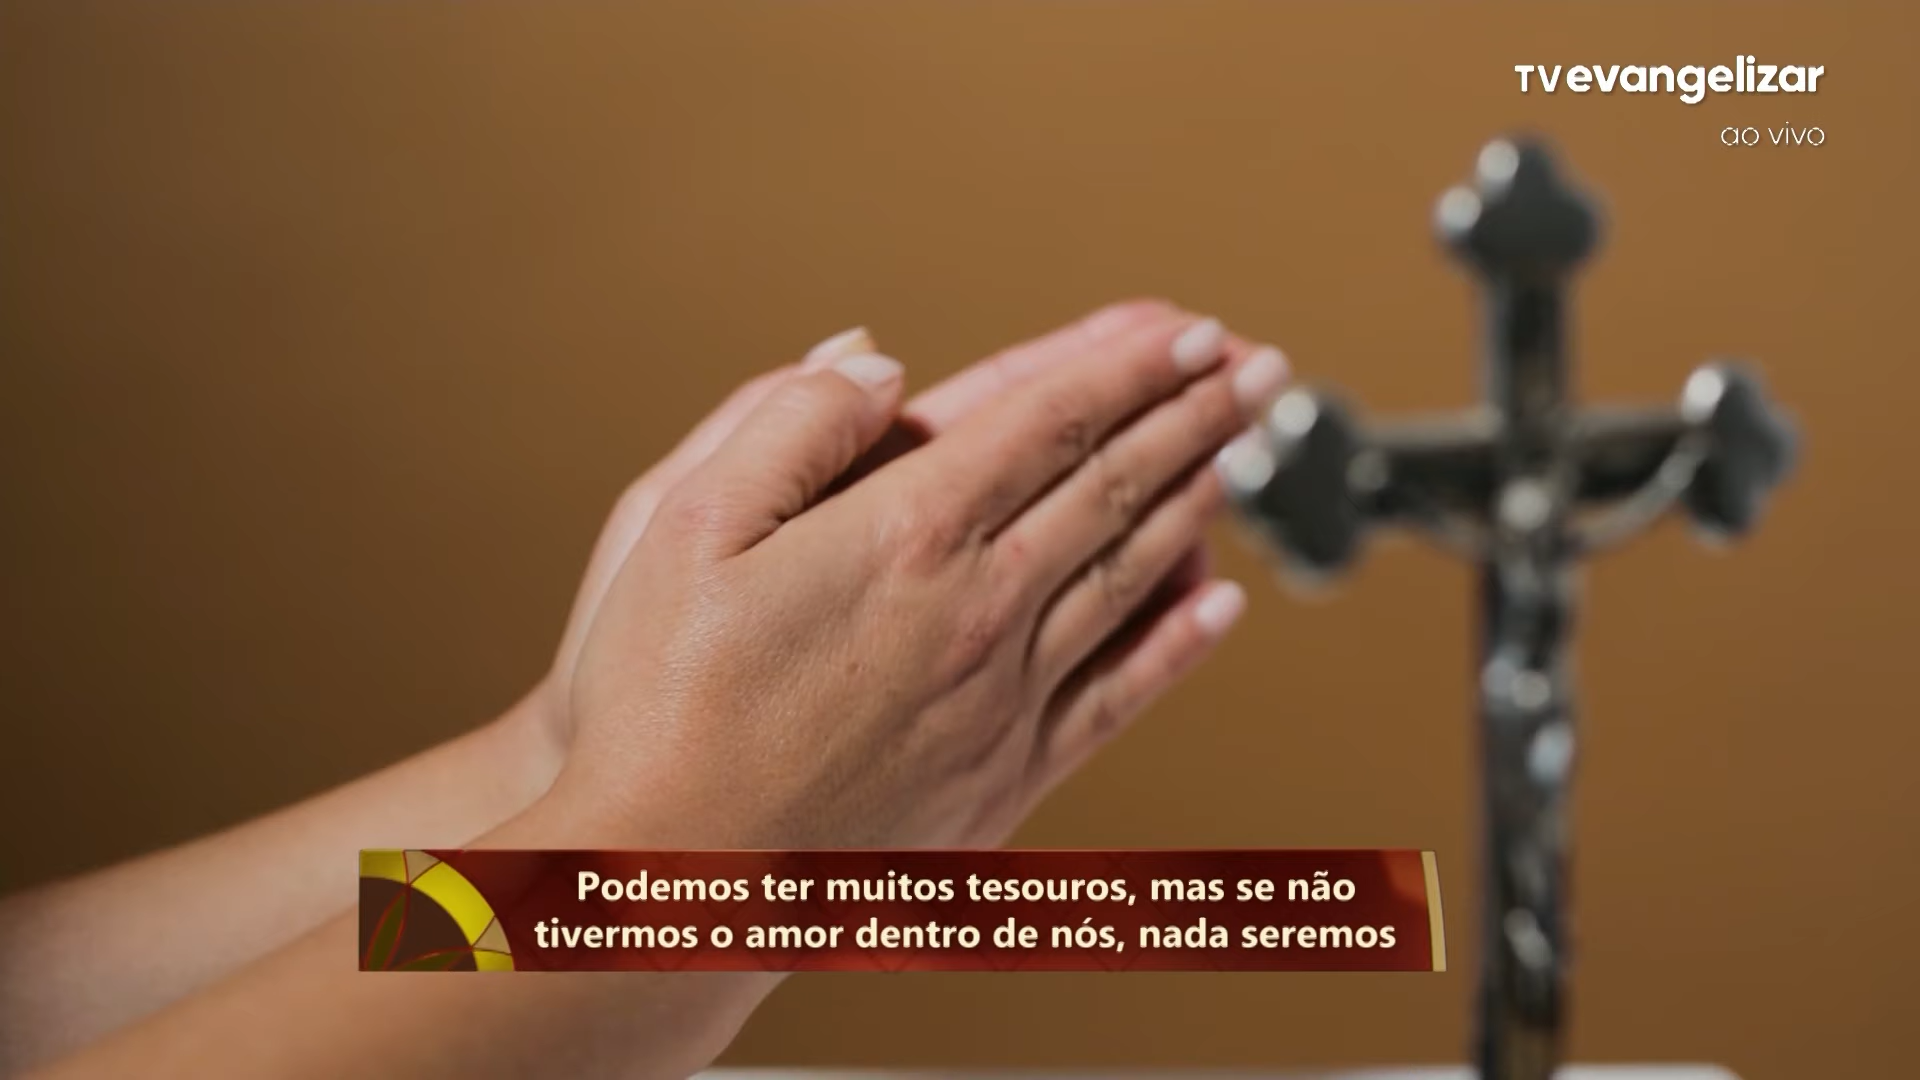 TVevangelizar
ao vivo
Podemos ter muitos tesouros, mas se não
tivermos o amor dentro de nós, nada seremos